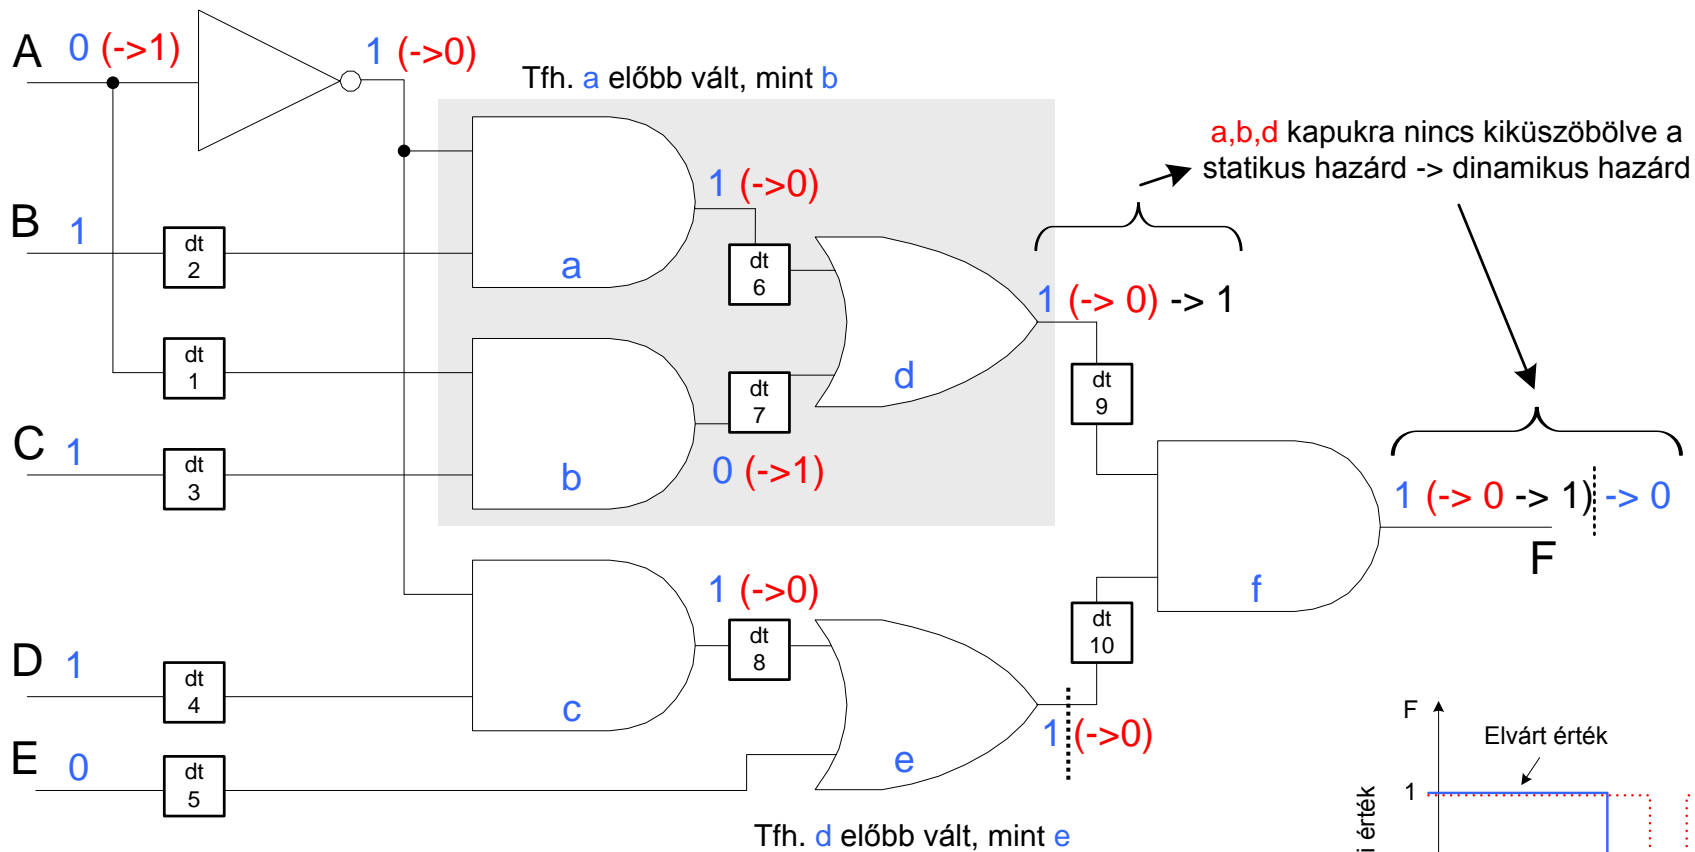 A 0 (->1)
1 (->0)
Tfh. a előbb vált, mint b
a,b,d kapukra nincs kiküszöbölve a
statikus hazárd -> dinamikus hazárd
B 1
dt
2
a
1 (->0)
dt
6
1 (-> 0) -> 1
dt
1
b
dt
7
d
dt
9
C 1
dt
3
0 (->1)
1 (-> 0 -> 1) -> 0
F
f
D 1
dt
4
c
1 (->0)
dt
8
dt
10
E 0
dt
5
e
1 (->0)
Tfh. d előbb vált, mint e
F
Elvárt érték
1
i érték